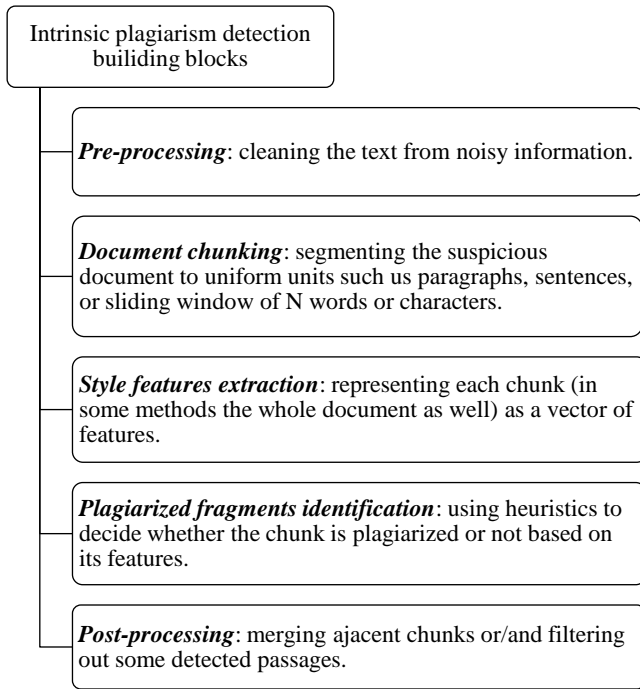 Intrinsic plagiarism detection
builiding blocks
Pre-processing: cleaning the text from noisy information.
Document chunking: segmenting the suspicious
document to uniform units such us paragraphs, sentences,
or sliding window of N words or characters.
Style features extraction: representing each chunk (in
some methods the whole document as well) as a vector of
features.
Plagiarized fragments identification: using heuristics to
decide whether the chunk is plagiarized or not based on
its features.
Post-processing: merging ajacent chunks or/and filtering
out some detected passages.